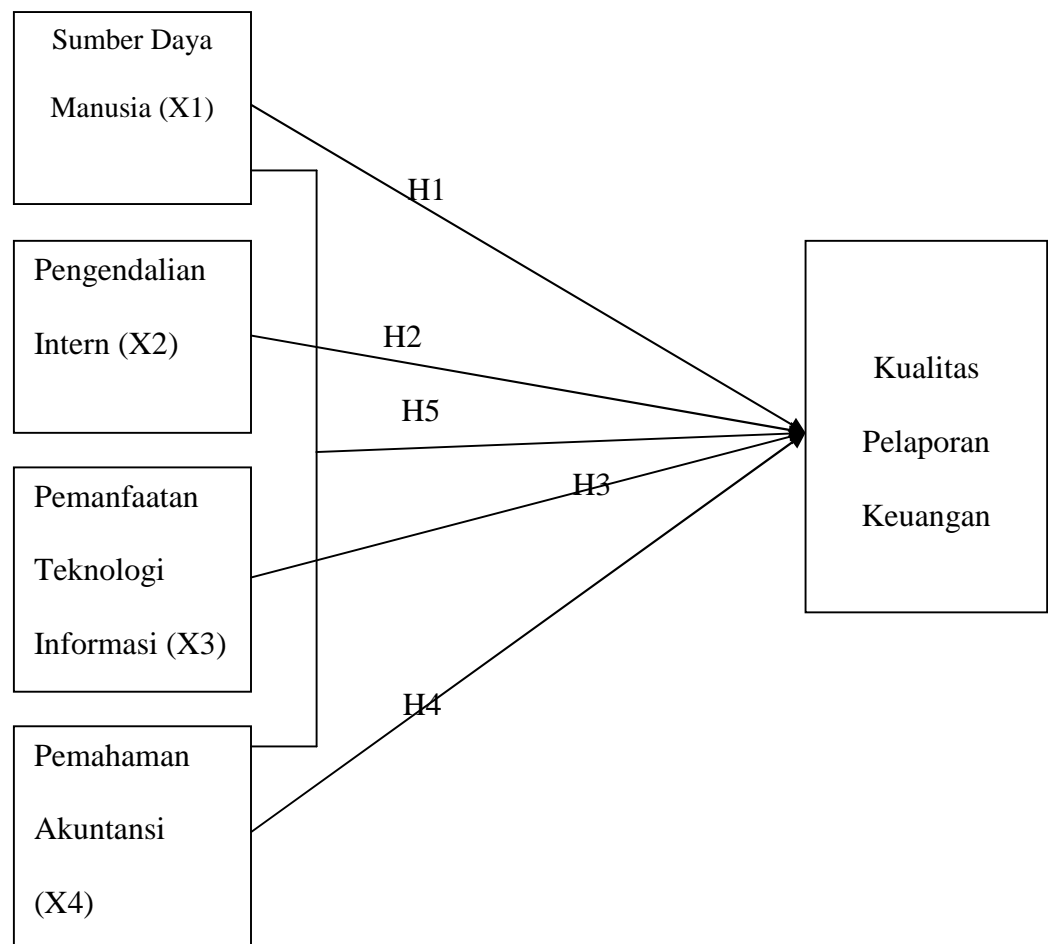 Sumber Daya
Manusia (X1)
H1
Pengendalian
Intern (X2)
H2
H5
Pemanfaatan
Teknologi
Informasi (X3)
H3
Pemahaman
Akuntansi
(X4)
H4
Kualitas
Pelaporan
Keuangan